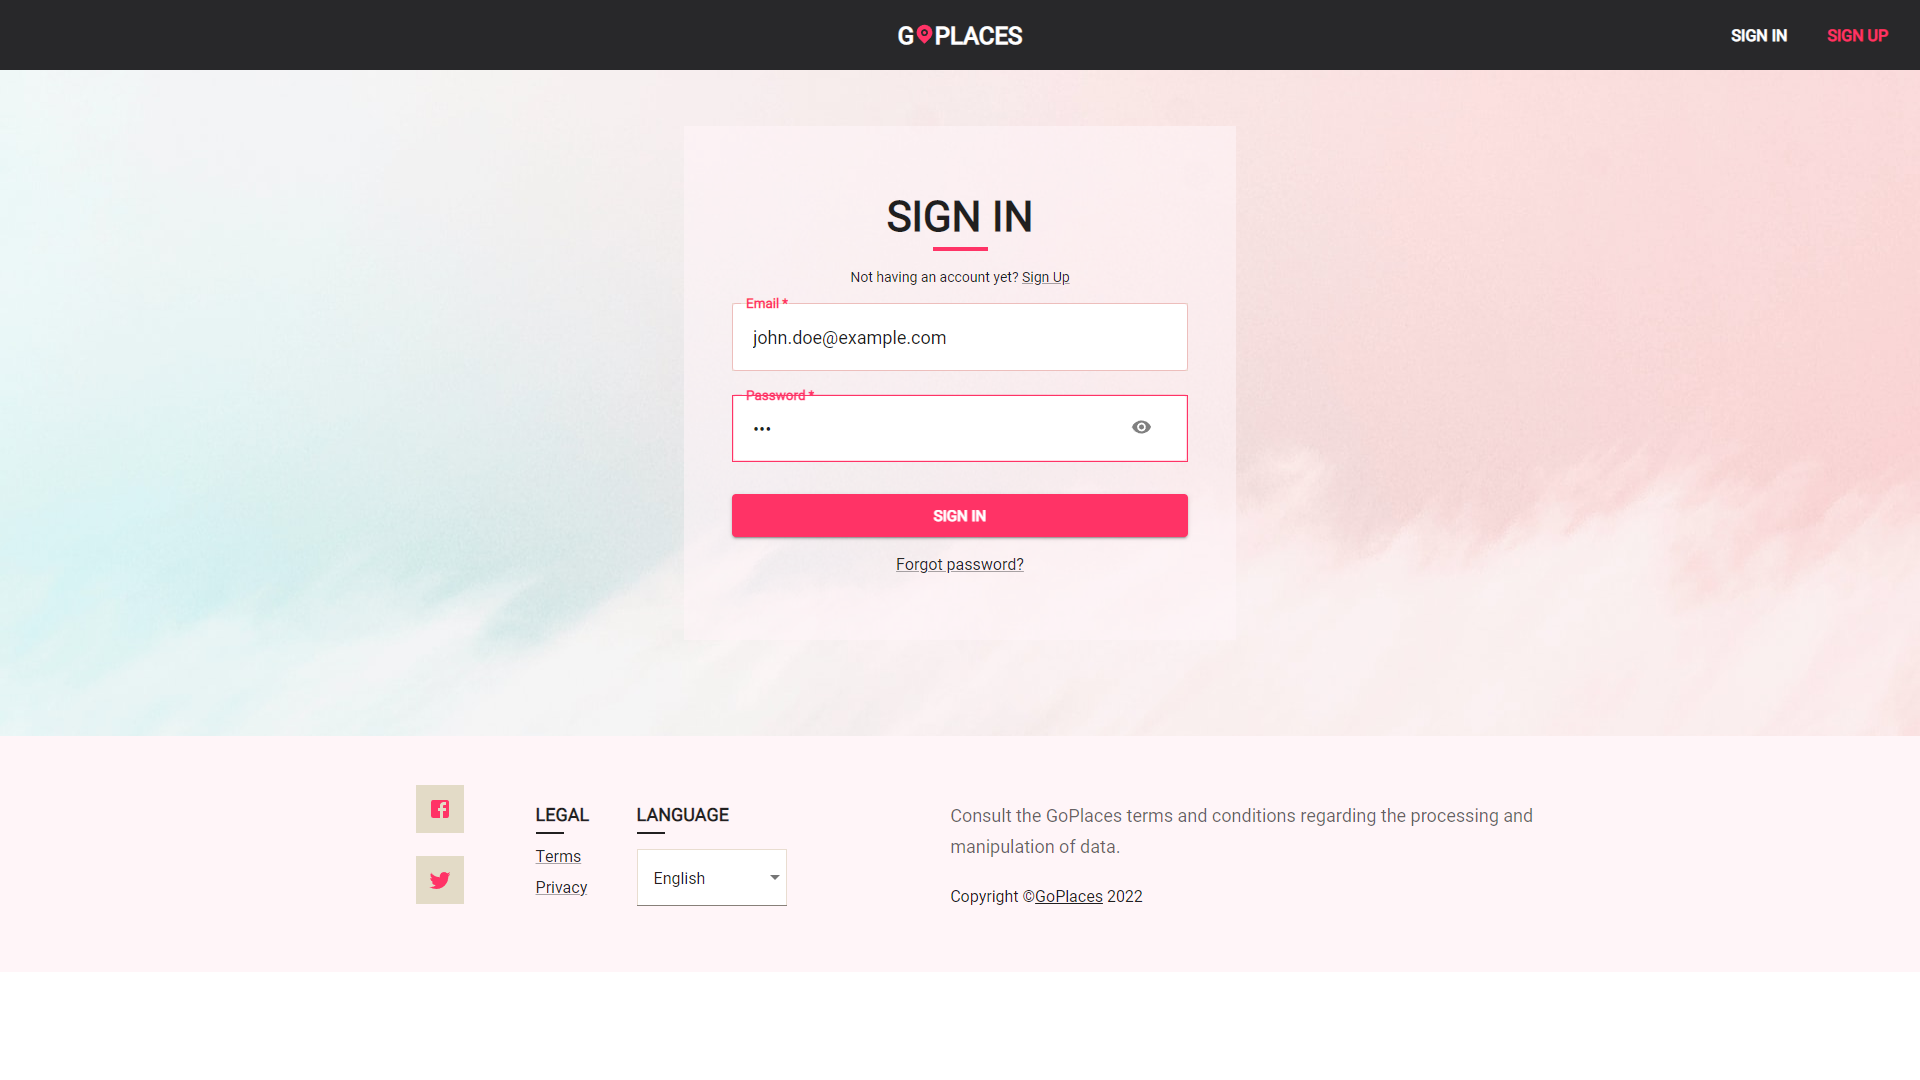 GOPLACES
SIGN IN
SIGN UP
SIGN IN
Not having an account yet? Sign Up
Email *
john.doe@example.com
Password *
•••
SIGN IN
Forgot password?
LEGAL
Terms
Privacy
LANGUAGE
English
Consult the GoPlaces terms and conditions regarding the processing and
manipulation of data.
Copyright ©GoPlaces 2022